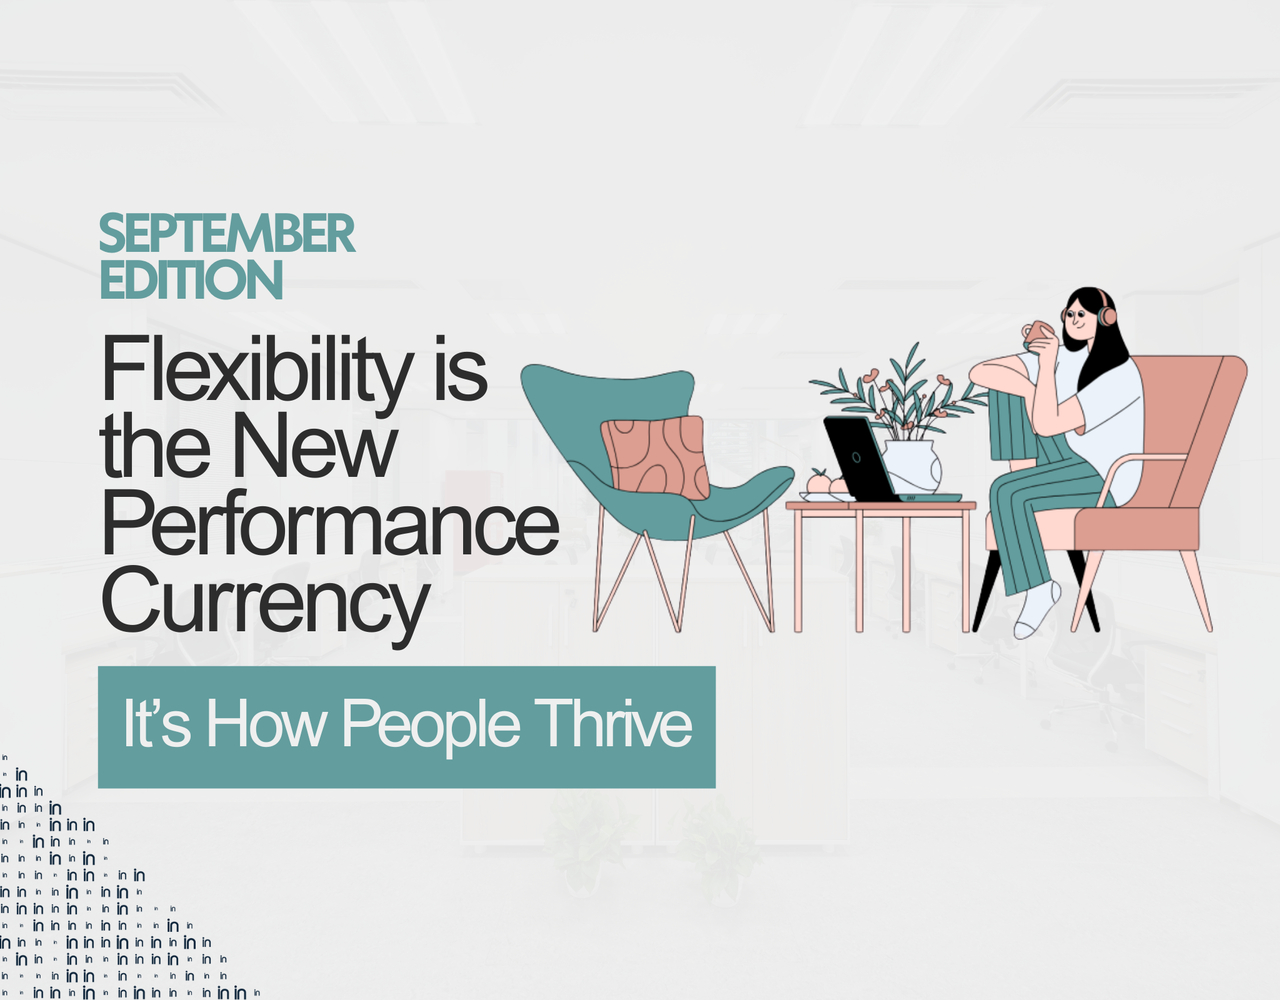 SEPTEMBER
EDITION
Flexibility is
the New
Performance
Currency
It's How People Thrive